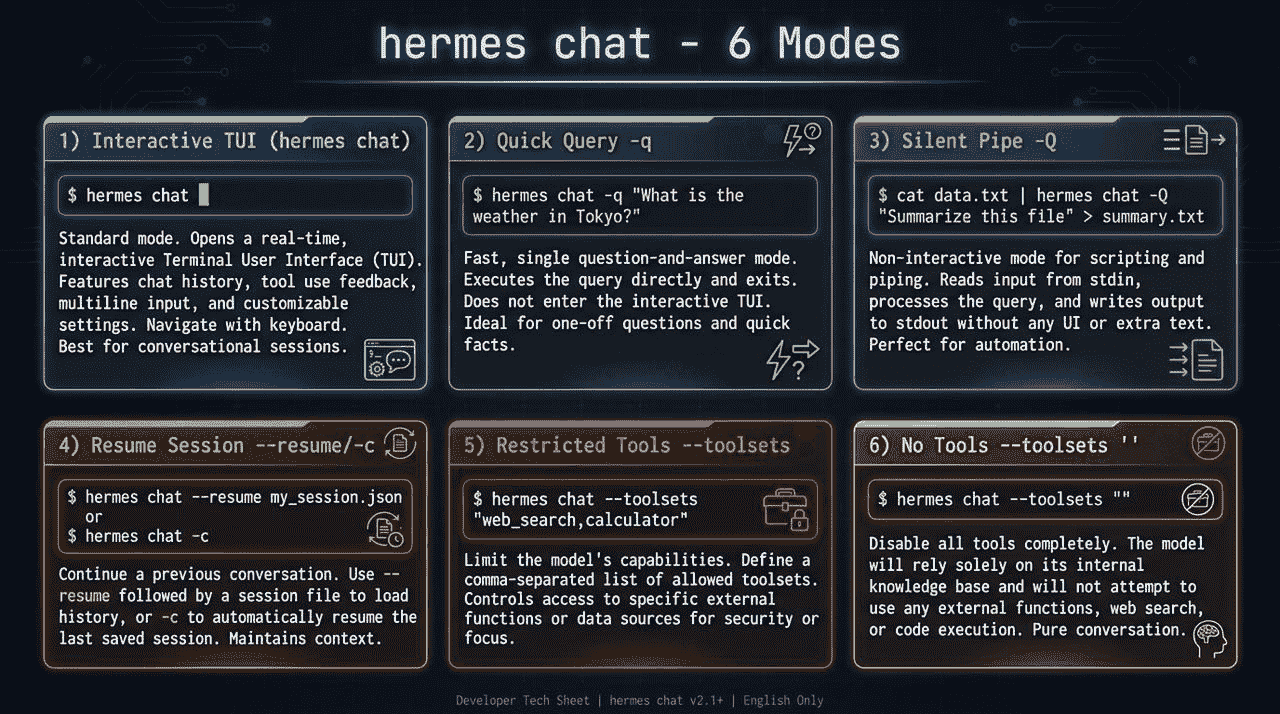 hermes chat - 6 Modes
1) Interactive TUI (hermes chat)
$ hermes chat
Standard mode. Opens a real-time,
interactive Terminal User Interface (TUI).
Features chat history, tool use feedback,
multiline input, and customizable
settings. Navigate with keyboard.
Best for conversational sessions.
$_
2) Quick Query -q
?
$ hermes chat -q "What is the
weather in Tokyo?"
Fast, single question-and-answer mode.
Executes the query directly and exits.
Does not enter the interactive TUI.
Ideal for one-off questions and quick
facts.
?
3) Silent Pipe -Q
$ cat data.txt | hermes chat -Q
"Summarize this file" > summary.txt
Non-interactive mode for scripting and
piping. Reads input from stdin,
processes the query, and writes output
to stdout without any UI or extra text.
Perfect for automation.
4) Resume Session --resume/-c
$ hermes chat --resume my_session.json
or
$ hermes chat -c
Continue a previous conversation. Use --
resume followed by a session file to load
history, or -c to automatically resume the
last saved session. Maintains context.
5) Restricted Tools --toolsets
$ hermes chat --toolsets
"web_search,calculator"
Limit the model's capabilities. Define a
comma-separated list of allowed toolsets.
Controls access to specific external
functions or data sources for security or
focus.
6) No Tools --toolsets ''
$ hermes chat --toolsets ""
Disable all tools completely. The model
will rely solely on its internal
knowledge base and will not attempt to
use any external functions, web search,
or code execution. Pure conversation.
Developer Tech Sheet | hermes chat v2.1+ | English Only